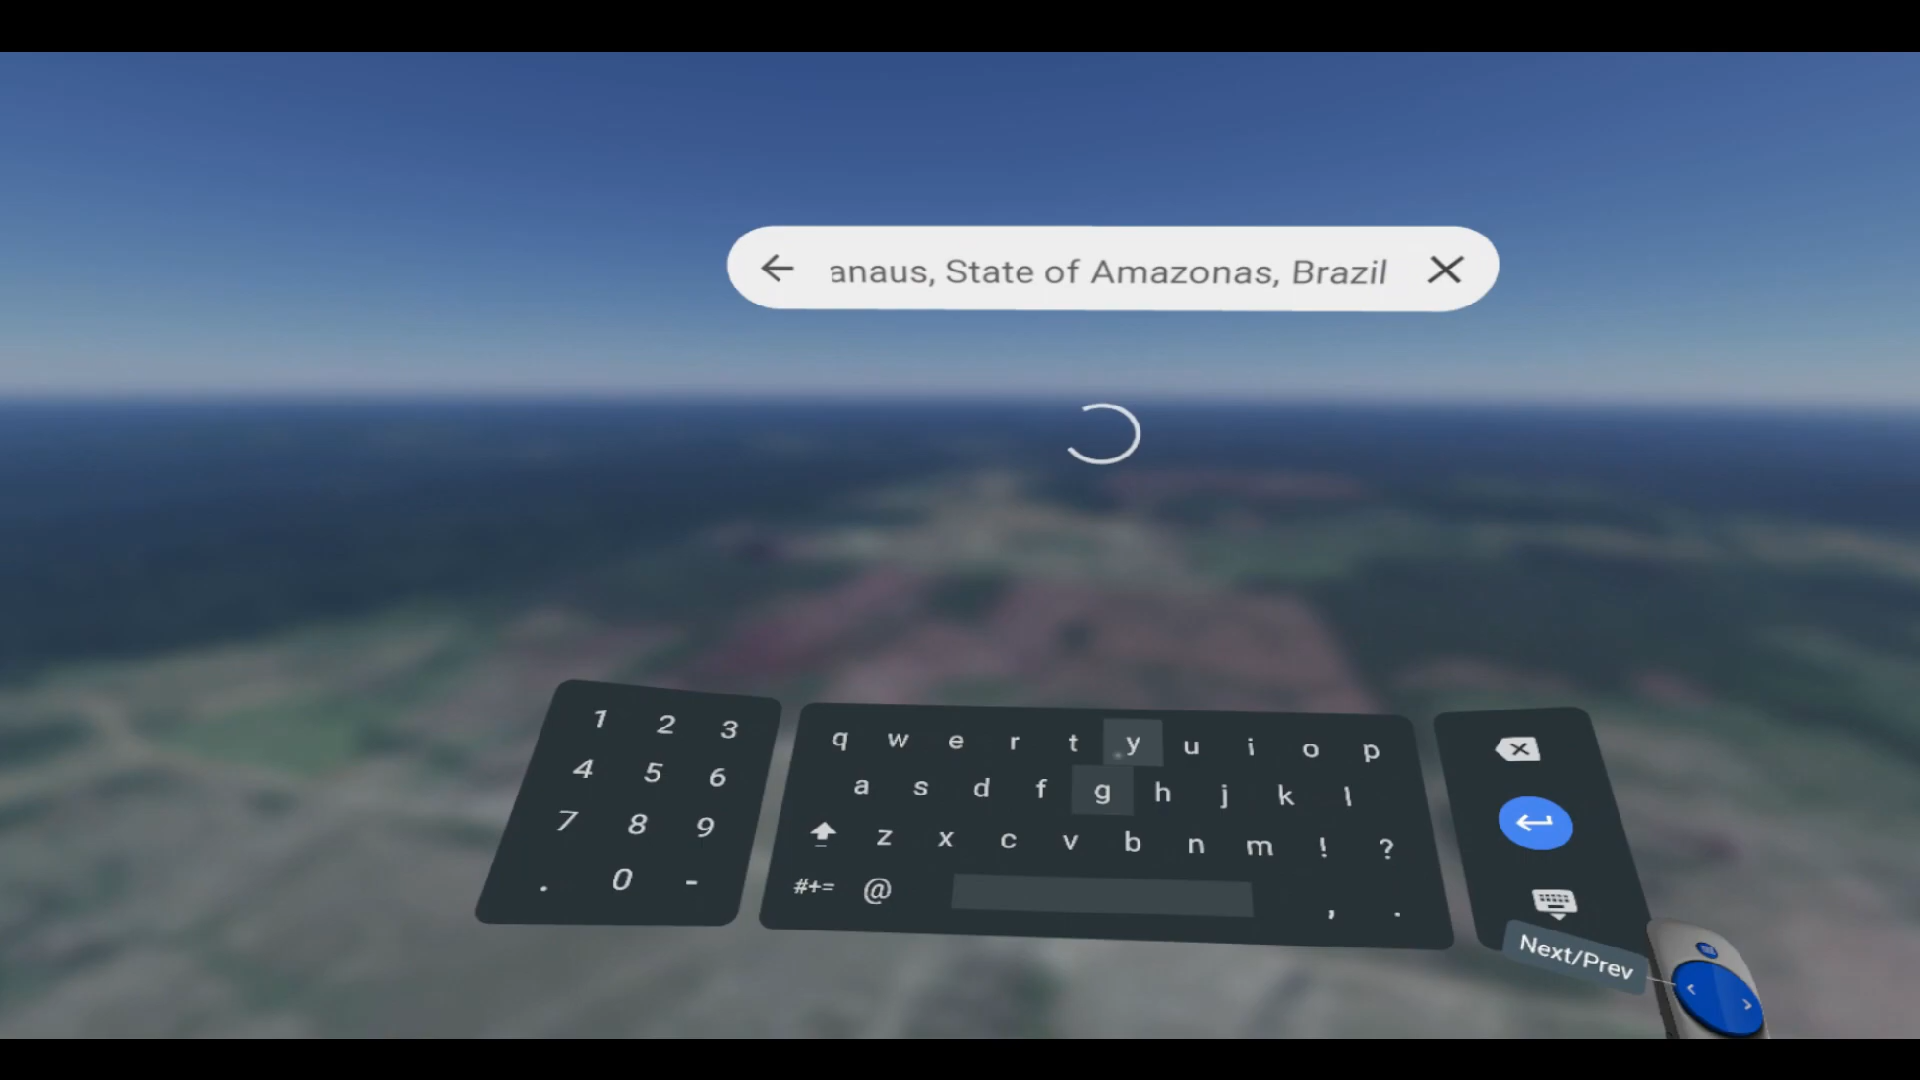 anaus, State of Amazonas, Brazil
1 2 3
4 5 6
7 8 9
. 0 -
q w e r t y u i o p
a s d f g h j k l
z x c v b n m ! ?
#+= @ , .
Next/Prev